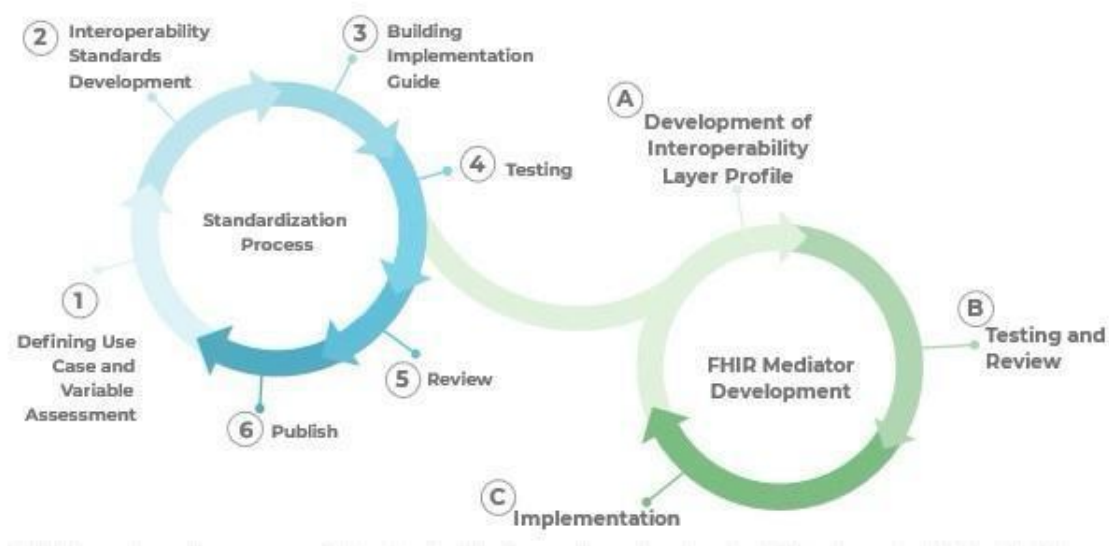 2
Interoperability
Standards
Development
3
Building
Implementation
Guide
4
Testing
Standardization
Process
1
Defining Use
Case and
Variable
Assessment
5
Review
6
Publish
A
Development of
Interoperability
Layer Profile
B
Testing and
Review
FHIR Mediator
Development
C
Implementation